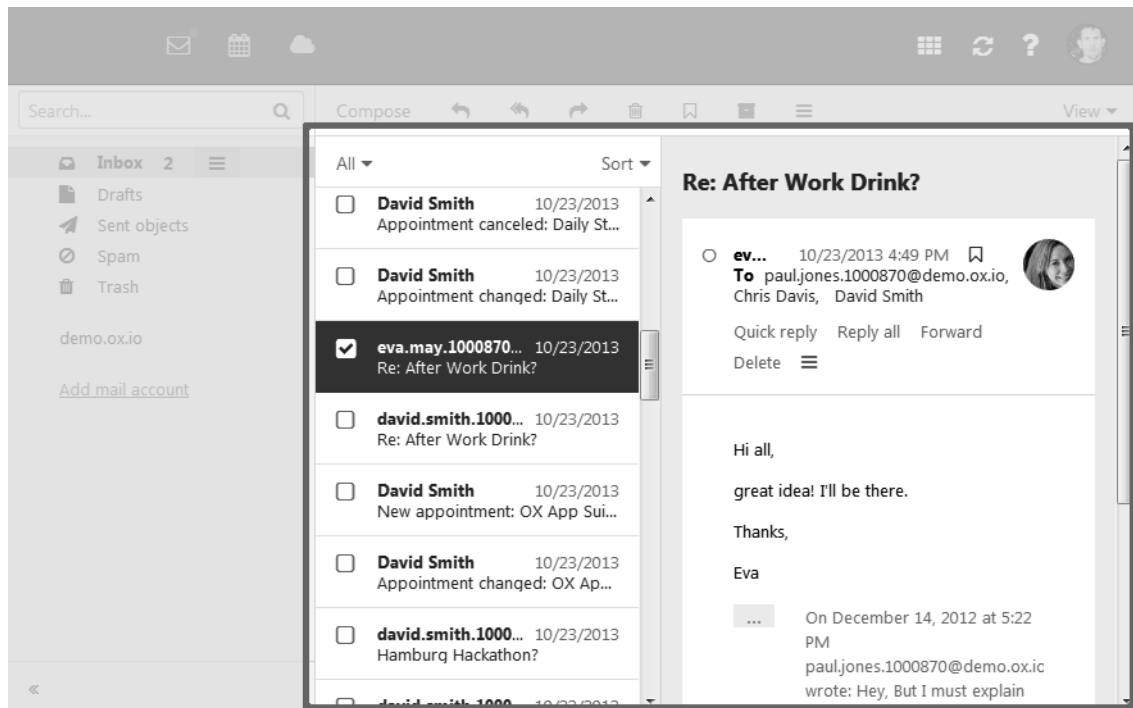 Search...
Compose
View
Inbox 2
Drafts
Sent objects
Spam
Trash
demo.ox.io
Add mail account
All Sort
David Smith 10/23/2013
Appointment canceled: Daily St...
David Smith 10/23/2013
Appointment changed: Daily St...
eva.may.1000870... 10/23/2013
Re: After Work Drink?
david.smith.1000... 10/23/2013
Re: After Work Drink?
David Smith 10/23/2013
New appointment: OX App Sui...
David Smith 10/23/2013
Appointment changed: OX Ap...
david.smith.1000... 10/23/2013
Hamburg Hackathon?
david.smith.1000... 10/23/2013
Re: After Work Drink?
ev... 10/23/2013 4:49 PM
To paul.jones.1000870@demo.ox.io,
Chris Davis, David Smith
Quick reply Reply all Forward
Delete
Hi all,
great idea! I'll be there.
Thanks,
Eva
... On December 14, 2012 at 5:22
PM
paul.jones.1000870@demo.ox.io
wrote: Hey, But I must explain